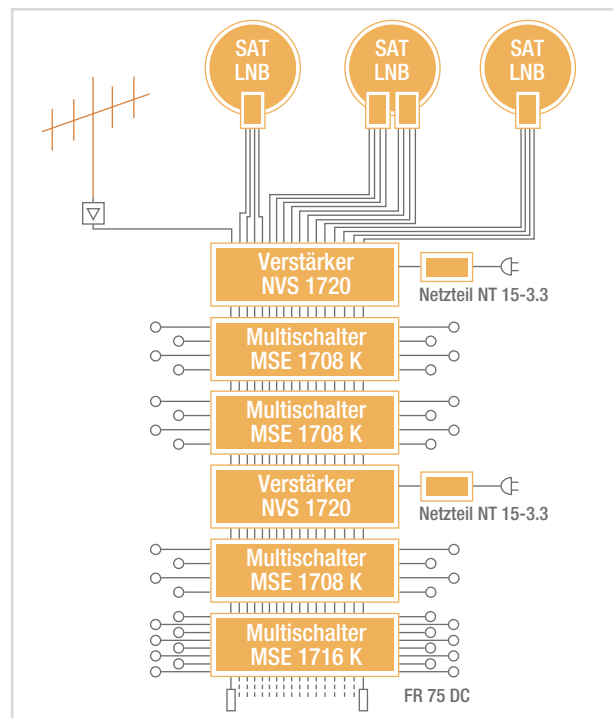 SAT
LNB
SAT
LNB
SAT
LNB
Verstärker
NVS 1720
Netzteil NT 15-3.3
Multischalter
MSE 1708 K
Multischalter
MSE 1708 K
Verstärker
NVS 1720
Netzteil NT 15-3.3
Multischalter
MSE 1708 K
Multischalter
MSE 1716 K
FR 75 DC